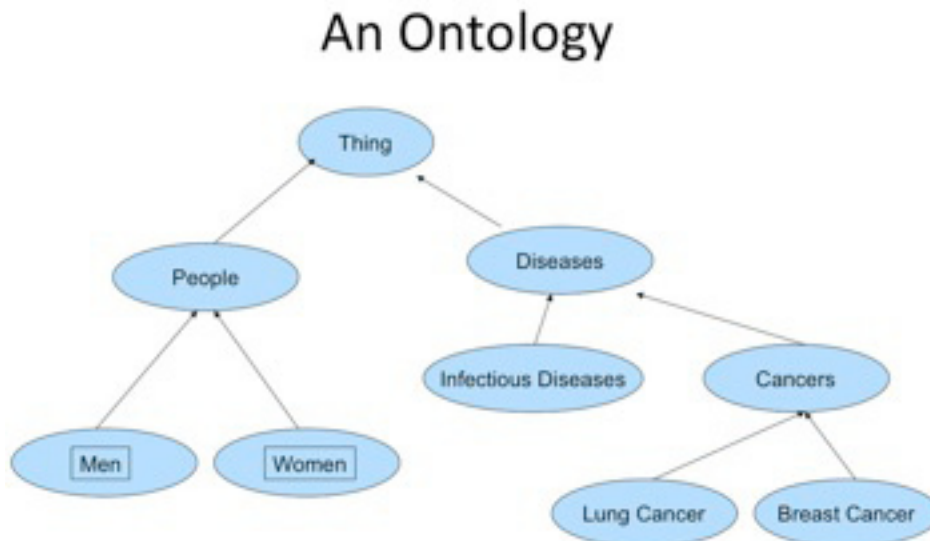 An Ontology
Thing
People
Diseases
Infectious Diseases
Cancers
Men
Women
Lung Cancer
Breast Cancer